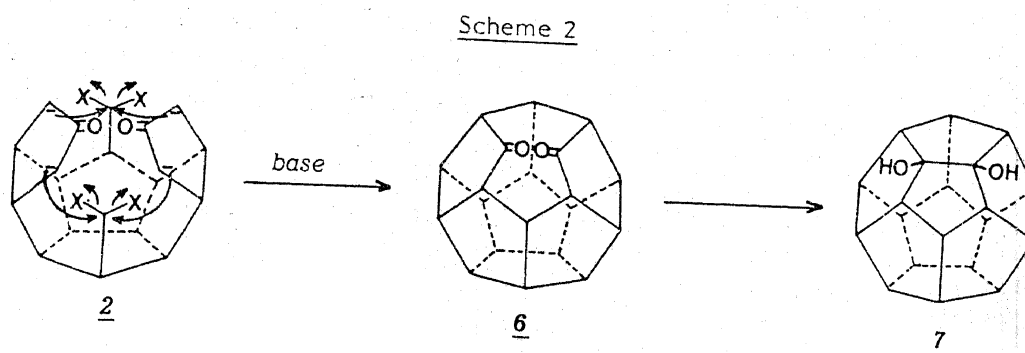 Scheme 2
X X
O O
X X
base
O O
HO OH
2
6
7